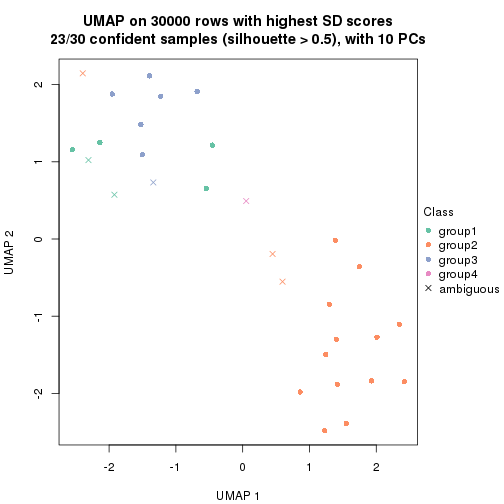 UMAP on 30000 rows with highest SD scores
23/30 confident samples (silhouette > 0.5), with 10 PCs
2
1
0
-1
-2
UMAP 2
-2
-1
0
1
2
UMAP 1
Class
group1
group2
group3
group4
ambiguous